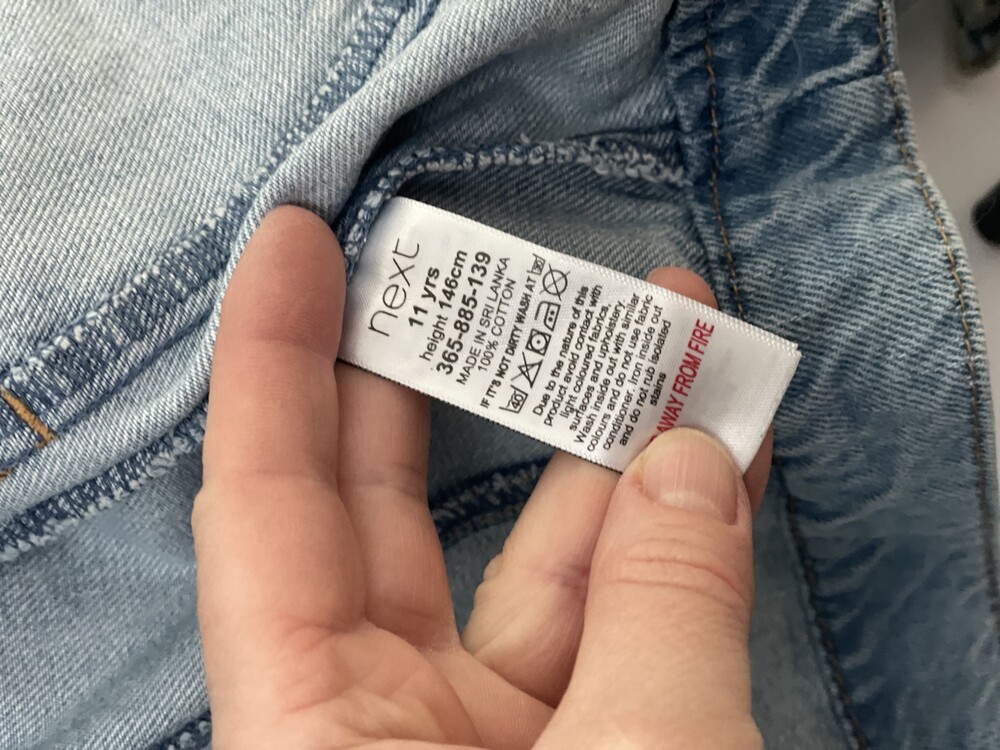 next
11 yrs
height 146cm
365-885-139
MADE IN SRI LANKA
100% COTTON
IF IT'S NOT DIRTY WASH AT 30
40
Due to the nature of this
product avoid contact with
light coloured fabrics,
surfaces and upholstery.
Wash inside out with similar
colours and do not use fabric
conditioner. Iron inside out
and do not rub isolated
stains
AWAY FROM FIRE